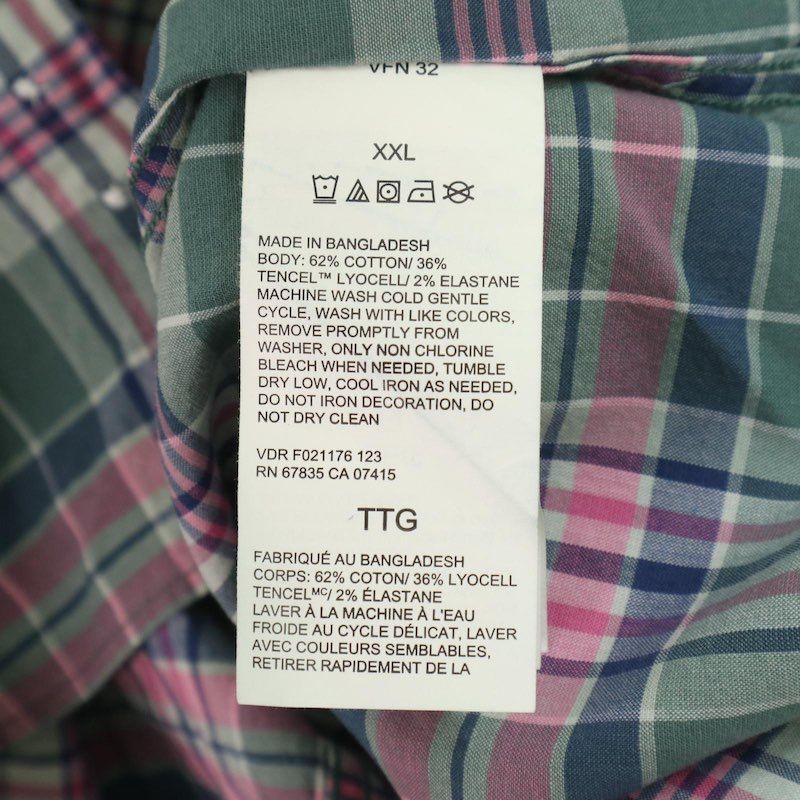 VFN 32
XXL
MADE IN BANGLADESH
BODY: 62% COTTON/ 36%
TENCEL™ LYOCELL/ 2% ELASTANE
MACHINE WASH COLD GENTLE
CYCLE, WASH WITH LIKE COLORS,
REMOVE PROMPTLY FROM
WASHER, ONLY NON CHLORINE
BLEACH WHEN NEEDED, TUMBLE
DRY LOW, COOL IRON AS NEEDED,
DO NOT IRON DECORATION, DO
NOT DRY CLEAN
VDR F021176 123
RN 67835 CA 07415
TTG
FABRIQUÉ AU BANGLADESH
CORPS: 62% COTON/ 36% LYOCELL
TENCELᴹᶜ/ 2% ÉLASTANE
LAVER À LA MACHINE À L'EAU
FROIDE AU CYCLE DÉLICAT, LAVER
AVEC COULEURS SEMBLABLES,
RETIRER RAPIDEMENT DE LA